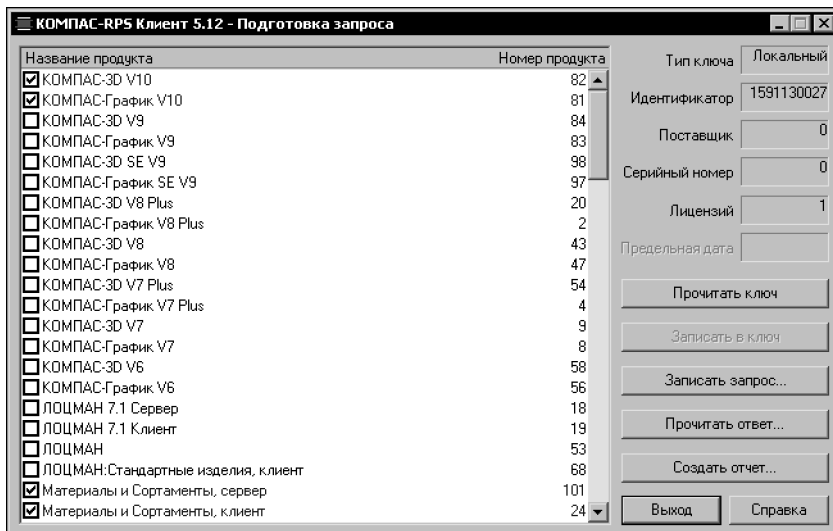 КОМПАС-RPS Клиент 5.12 - Подготовка запроса
Название продукта Номер продукта
КОМПАС-3D V10 82
КОМПАС-График V10 81
КОМПАС-3D V9 84
КОМПАС-График V9 83
КОМПАС-3D SE V9 98
КОМПАС-График SE V9 97
КОМПАС-3D V8 Plus 20
КОМПАС-График V8 Plus 2
КОМПАС-3D V8 43
КОМПАС-График V8 47
КОМПАС-3D V7 Plus 54
КОМПАС-График V7 Plus 4
КОМПАС-3D V7 9
КОМПАС-График V7 8
КОМПАС-3D V6 58
КОМПАС-График V6 56
ЛОЦМАН 7.1 Сервер 18
ЛОЦМАН 7.1 Клиент 19
ЛОЦМАН 53
ЛОЦМАН:Стандартные изделия, клиент 68
Материалы и Сортаменты, сервер 101
Материалы и Сортаменты, клиент 24
Тип ключа Локальный
Идентификатор 1591130027
Поставщик 0
Серийный номер 0
Лицензий 1
Предельная дата
Прочитать ключ
Записать в ключ
Записать запрос...
Прочитать ответ...
Создать отчет...
Выход Справка